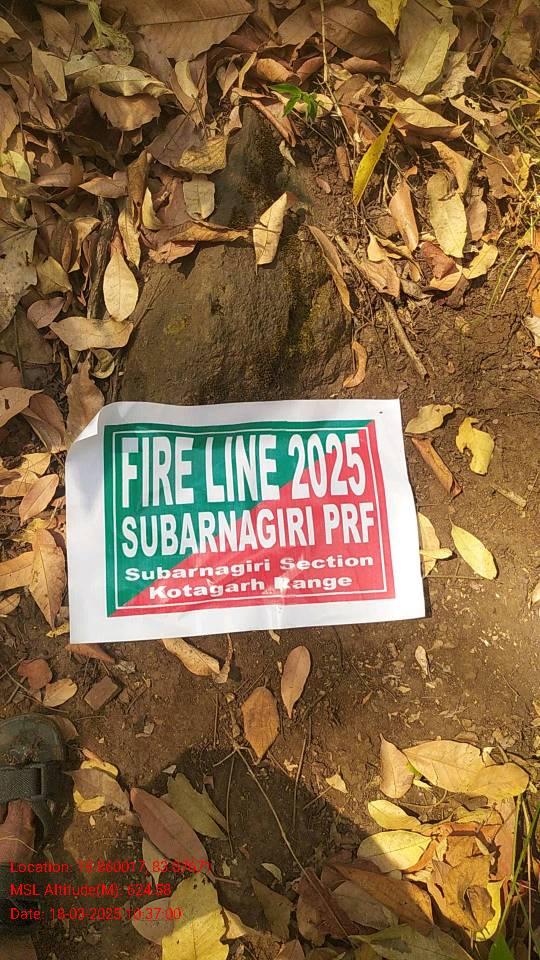 FIRE LINE 2025
SUBARNAGIRI PRF
Subarnagiri Section
Kotagarh Range
Location:
MSL Altitude(M): 624.58
Date: 18-03-2025 10:37:00